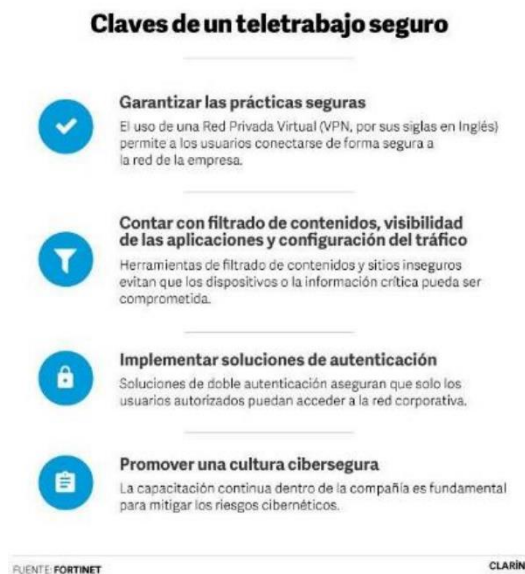 Claves de un teletrabajo seguro
Garantizar las prácticas seguras
El uso de una Red Privada Virtual (VPN, por sus siglas en Inglés)
permite a los usuarios conectarse de forma segura a
la red de la empresa.
Contar con filtrado de contenidos, visibilidad
de las aplicaciones y configuración del tráfico
Herramientas de filtrado de contenidos y sitios inseguros
evitan que los dispositivos o la información crítica pueda ser
comprometida.
Implementar soluciones de autenticación
Soluciones de doble autenticación aseguran que solo los
usuarios autorizados puedan acceder a la red corporativa.
Promover una cultura cibersegura
La capacitación continua dentro de la compañía es fundamental
para mitigar los riesgos cibernéticos.
FUENTE: FORTINET
CLARÍN